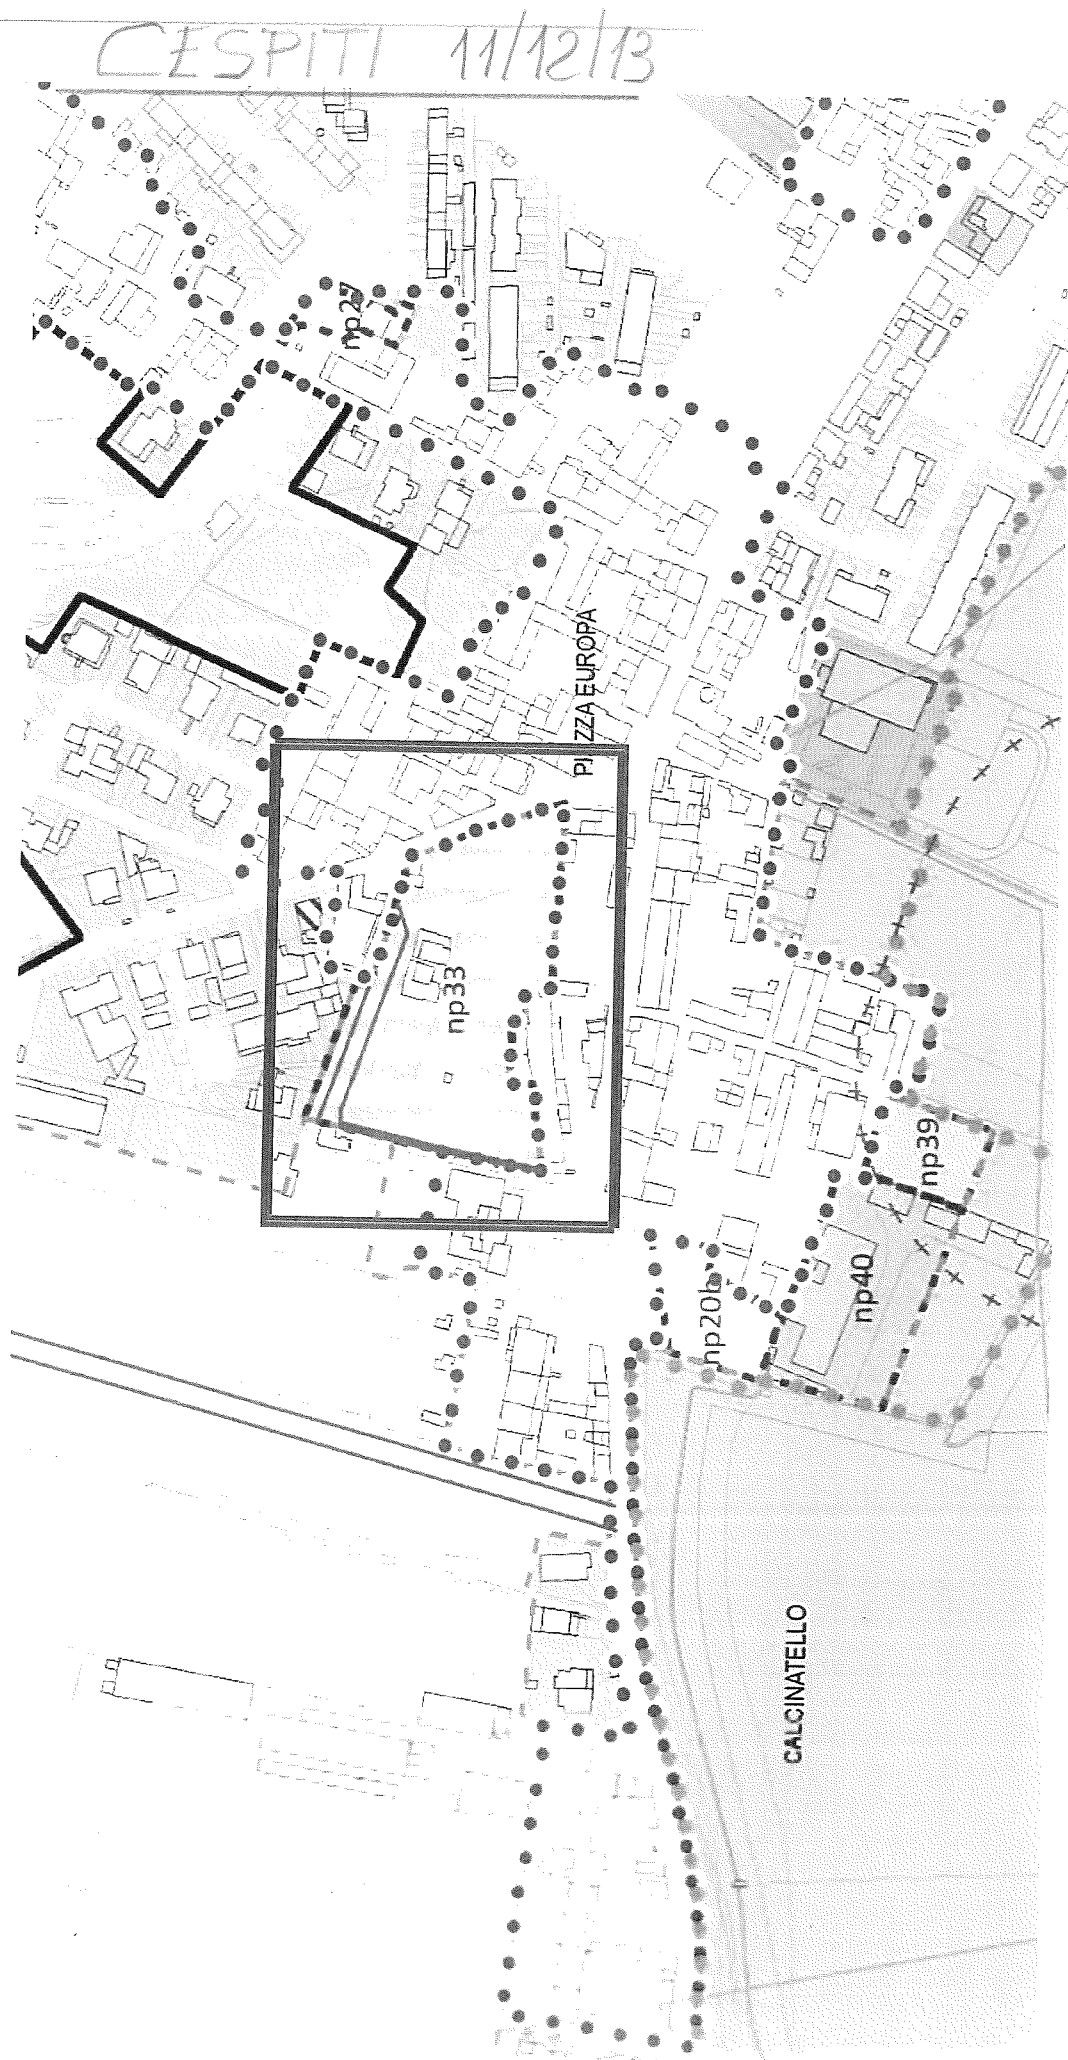 CESPITI 11/12/13
np27
PIAZZA EUROPA
np33
np39
np40
np20b
CALCINATELLO